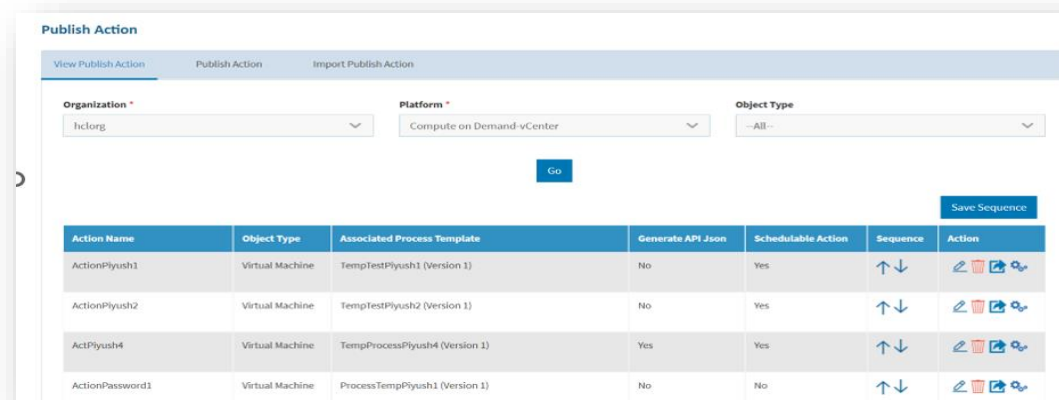 Publish Action
View Publish Action Publish Action Import Publish Action
Organization * Platform * Object Type
hclorg Compute on Demand-vCenter --All--
Go
Save Sequence
Action Name Object Type Associated Process Template Generate API Json Schedulable Action Sequence Action
ActionPiyush1 Virtual Machine TempTestPiyush1 (Version 1) No Yes
ActionPiyush2 Virtual Machine TempTestPiyush2 (Version 1) No Yes
ActPiyush4 Virtual Machine TempProcessPiyush4 (Version 1) Yes Yes
ActionPassword1 Virtual Machine ProcessTempPiyush1 (Version 1) No No